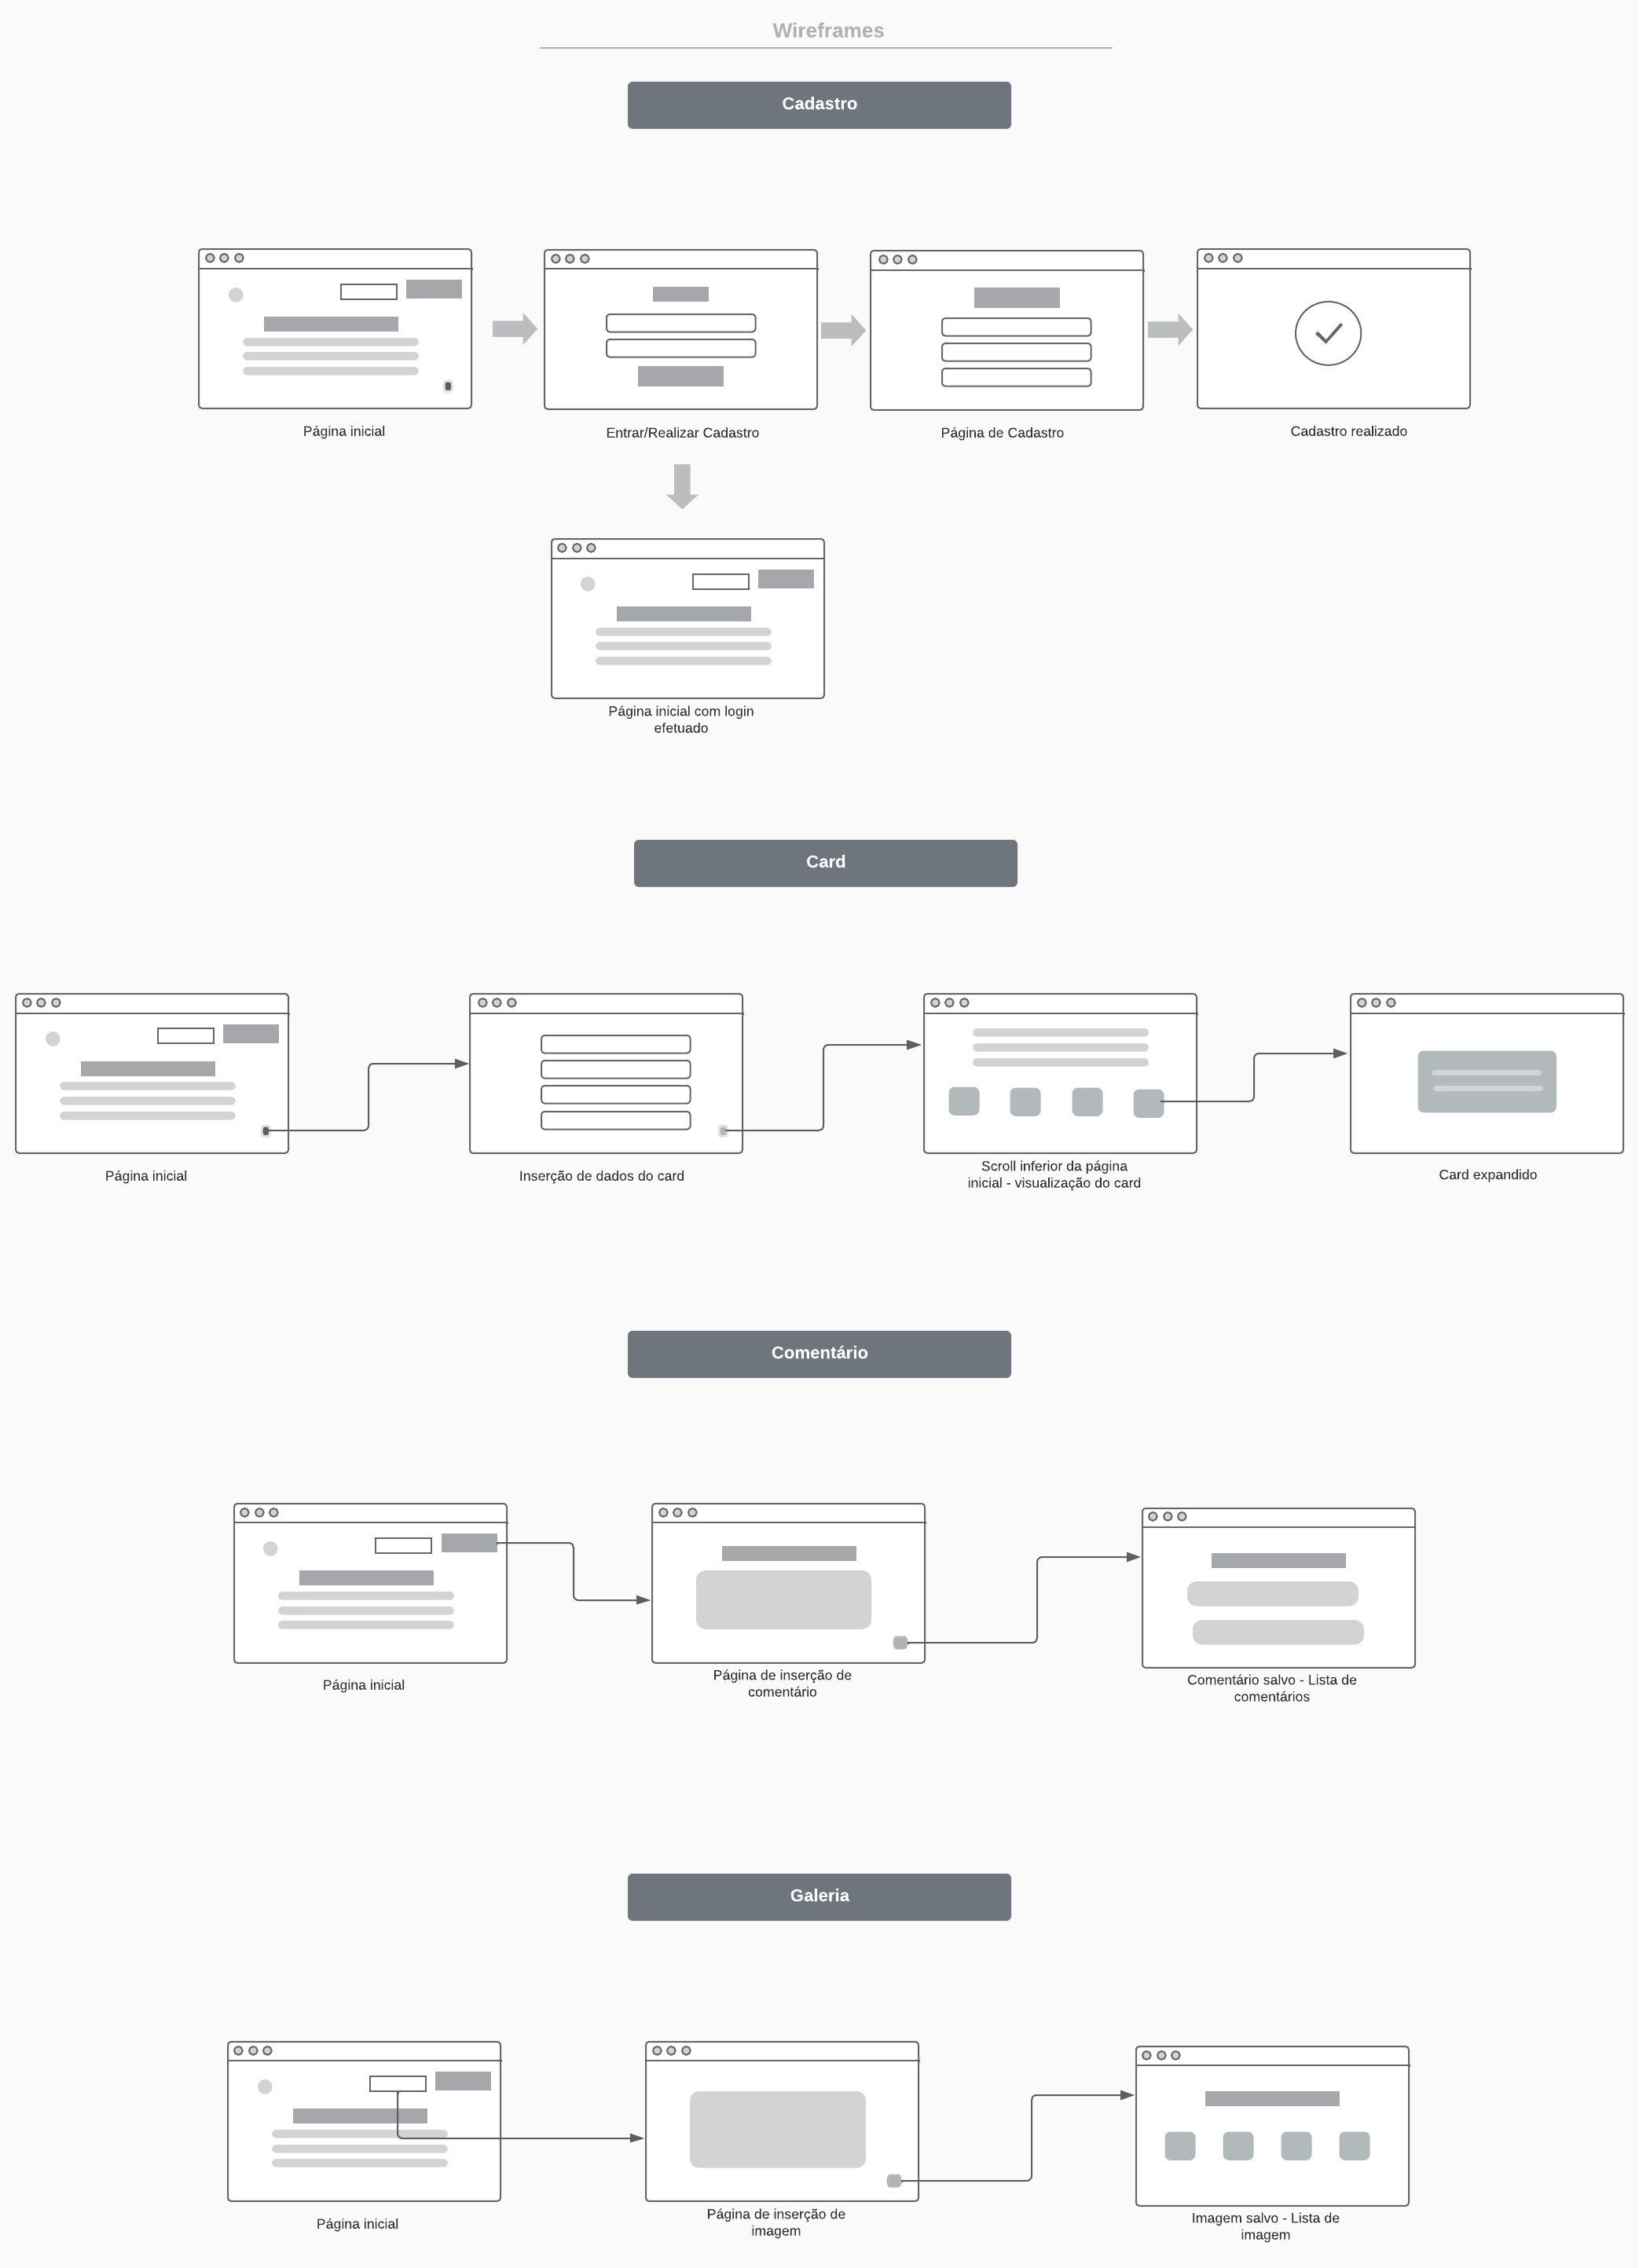 Wireframes
Cadastro
Página inicial
Entrar/Realizar Cadastro
Página de Cadastro
Cadastro realizado
Página inicial com login
efetuado
Card
Página inicial
Inserção de dados do card
Scroll inferior da página
inicial - visualização do card
Card expandido
Comentário
Página inicial
Página de inserção de
comentário
Comentário salvo - Lista de
comentários
Galeria
Página inicial
Página de inserção de
imagem
Imagem salvo - Lista de
imagem